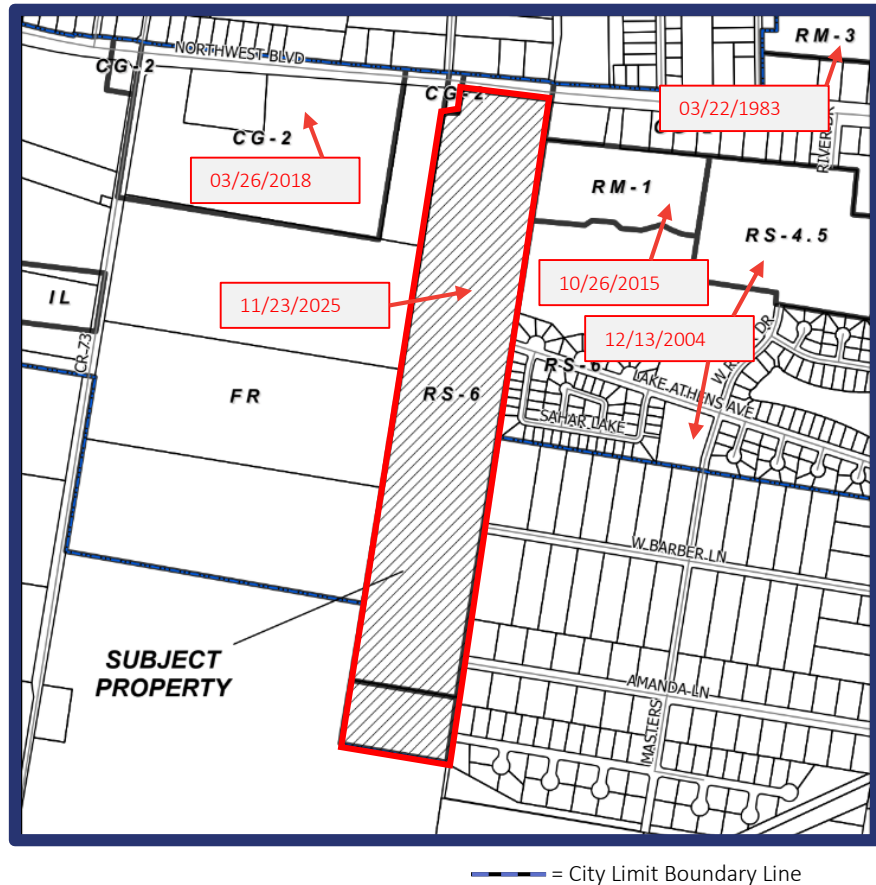 RM-3
NORTHWEST BLVD
CG-2
CG-2
03/22/1983
CG-2
RIVER DR
03/26/2018
RM-1
RS-4.5
IL
11/23/2025
10/26/2015
12/13/2004
CR 73
RS-6
LAKE ATHENS AVE
FR
RS-6
SAHAR LAKE
W BARBER LN
SUBJECT
PROPERTY
AMANDA LN
MASTERS
= City Limit Boundary Line